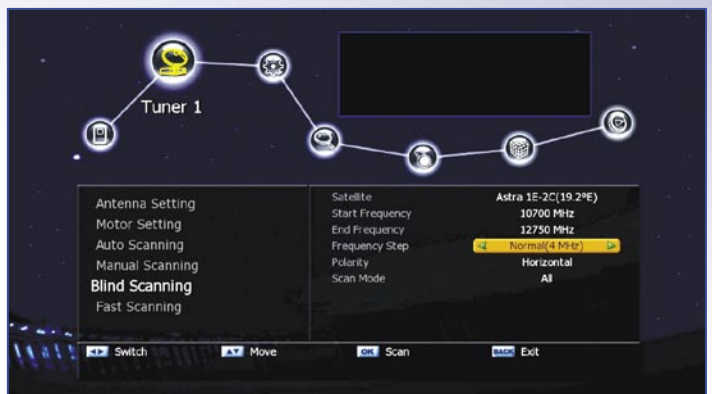 Tuner 1
Antenna Setting
Motor Setting
Auto Scanning
Manual Scanning
Blind Scanning
Fast Scanning
Satellite Astra 1E-2C(19.2ºE)
Start Frequency 10700 MHz
End Frequency 12750 MHz
Frequency Step Normal(4 MHz)
Polarity Horizontal
Scan Mode All
Switch Move OK Scan BACK Exit